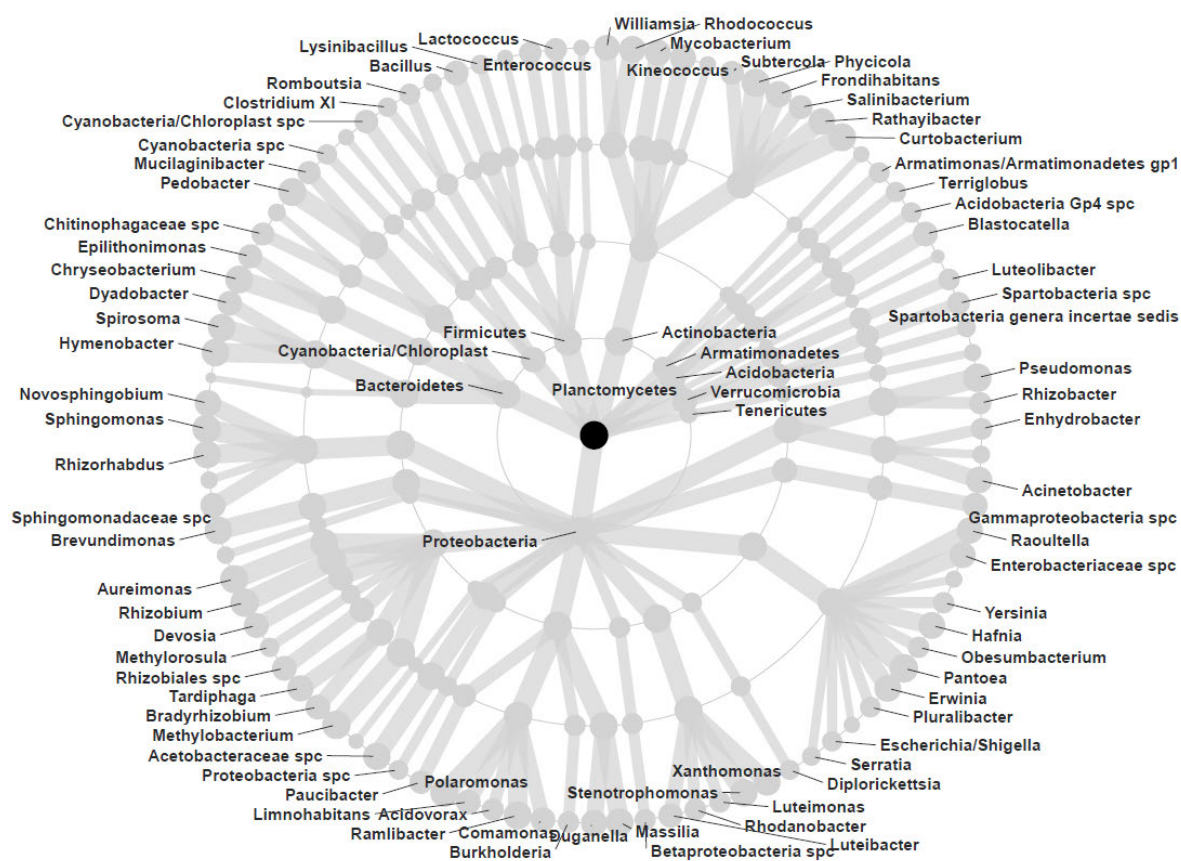 Williamsia
Rhodococcus
Lactococcus
Mycobacterium
Lysinibacillus
Enterococcus
Subtercola
Phycicola
Bacillus
Kineococcus
Frondihabitans
Romboutsia
Salinibacterium
Clostridium XI
Rathayibacter
Cyanobacteria/Chloroplast spc
Curtobacterium
Cyanobacteria spc
Mucilaginibacter
Armatimonas/Armatimonadetes gp1
Pedobacter
Terriglobus
Acidobacteria Gp4 spc
Chitinophagaceae spc
Blastocatella
Epilithonimonas
Chryseobacterium
Luteolibacter
Dyadobacter
Spartobacteria spc
Spirosoma
Spartobacteria genera incertae sedis
Firmicutes
Actinobacteria
Hymenobacter
Cyanobacteria/Chloroplast
Armatimonadetes
Pseudomonas
Acidobacteria
Bacteroidetes
Planctomycetes
Verrucomicrobia
Novosphingobium
Rhizobacter
Tenericutes
Sphingomonas
Enhydrobacter
Rhizorhabdus
Acinetobacter
Sphingomonadaceae spc
Gammaproteobacteria spc
Brevundimonas
Proteobacteria
Raoultella
Enterobacteriaceae spc
Aureimonas
Rhizobium
Yersinia
Devosia
Hafnia
Methylorosula
Obesumbacterium
Rhizobiales spc
Pantoea
Tardiphaga
Erwinia
Bradyrhizobium
Pluralibacter
Methylobacterium
Escherichia/Shigella
Acetobacteraceae spc
Serratia
Proteobacteria spc
Polaromonas
Xanthomonas
Diplorickettsia
Paucibacter
Stenotrophomonas
Limnohabitans
Acidovorax
Luteimonas
Ramlibacter
Comamonas
Duganella
Massilia
Rhodanobacter
Burkholderia
Betaproteobacteria spc
Luteibacter